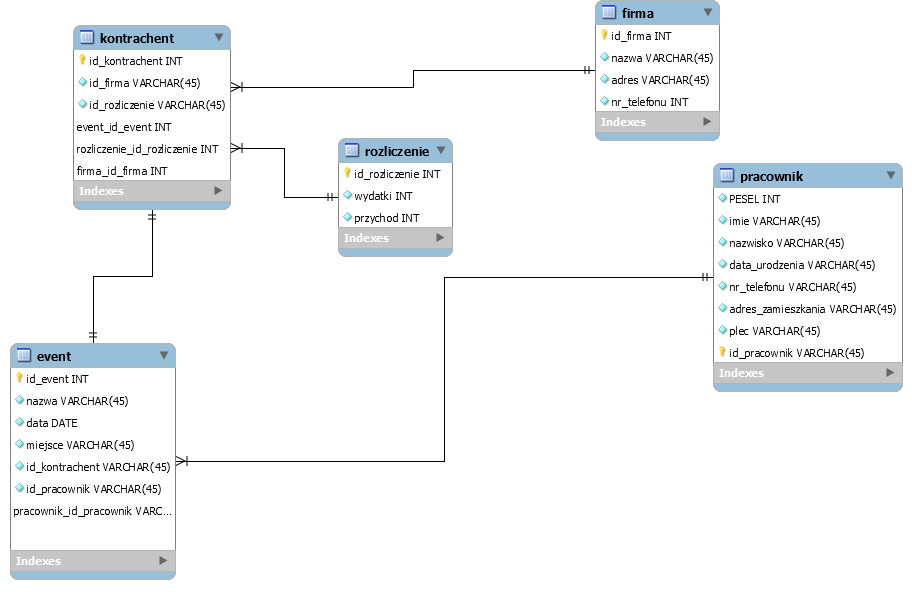 kontrachent
id_kontrachent INT
id_firma VARCHAR(45)
id_rozliczenie VARCHAR(45)
event_id_event INT
rozliczenie_id_rozliczenie INT
firma_id_firma INT
Indexes
firma
id_firma INT
nazwa VARCHAR(45)
adres VARCHAR(45)
nr_telefonu INT
Indexes
rozliczenie
id_rozliczenie INT
wydatki INT
przychod INT
Indexes
pracownik
PESEL INT
imie VARCHAR(45)
nazwisko VARCHAR(45)
data_urodzenia VARCHAR(45)
nr_telefonu VARCHAR(45)
adres_zamieszkania VARCHAR(45)
plec VARCHAR(45)
id_pracownik VARCHAR(45)
Indexes
event
id_event INT
nazwa VARCHAR(45)
data DATE
miejsce VARCHAR(45)
id_kontrachent VARCHAR(45)
id_pracownik VARCHAR(45)
pracownik_id_pracownik VARC...
Indexes